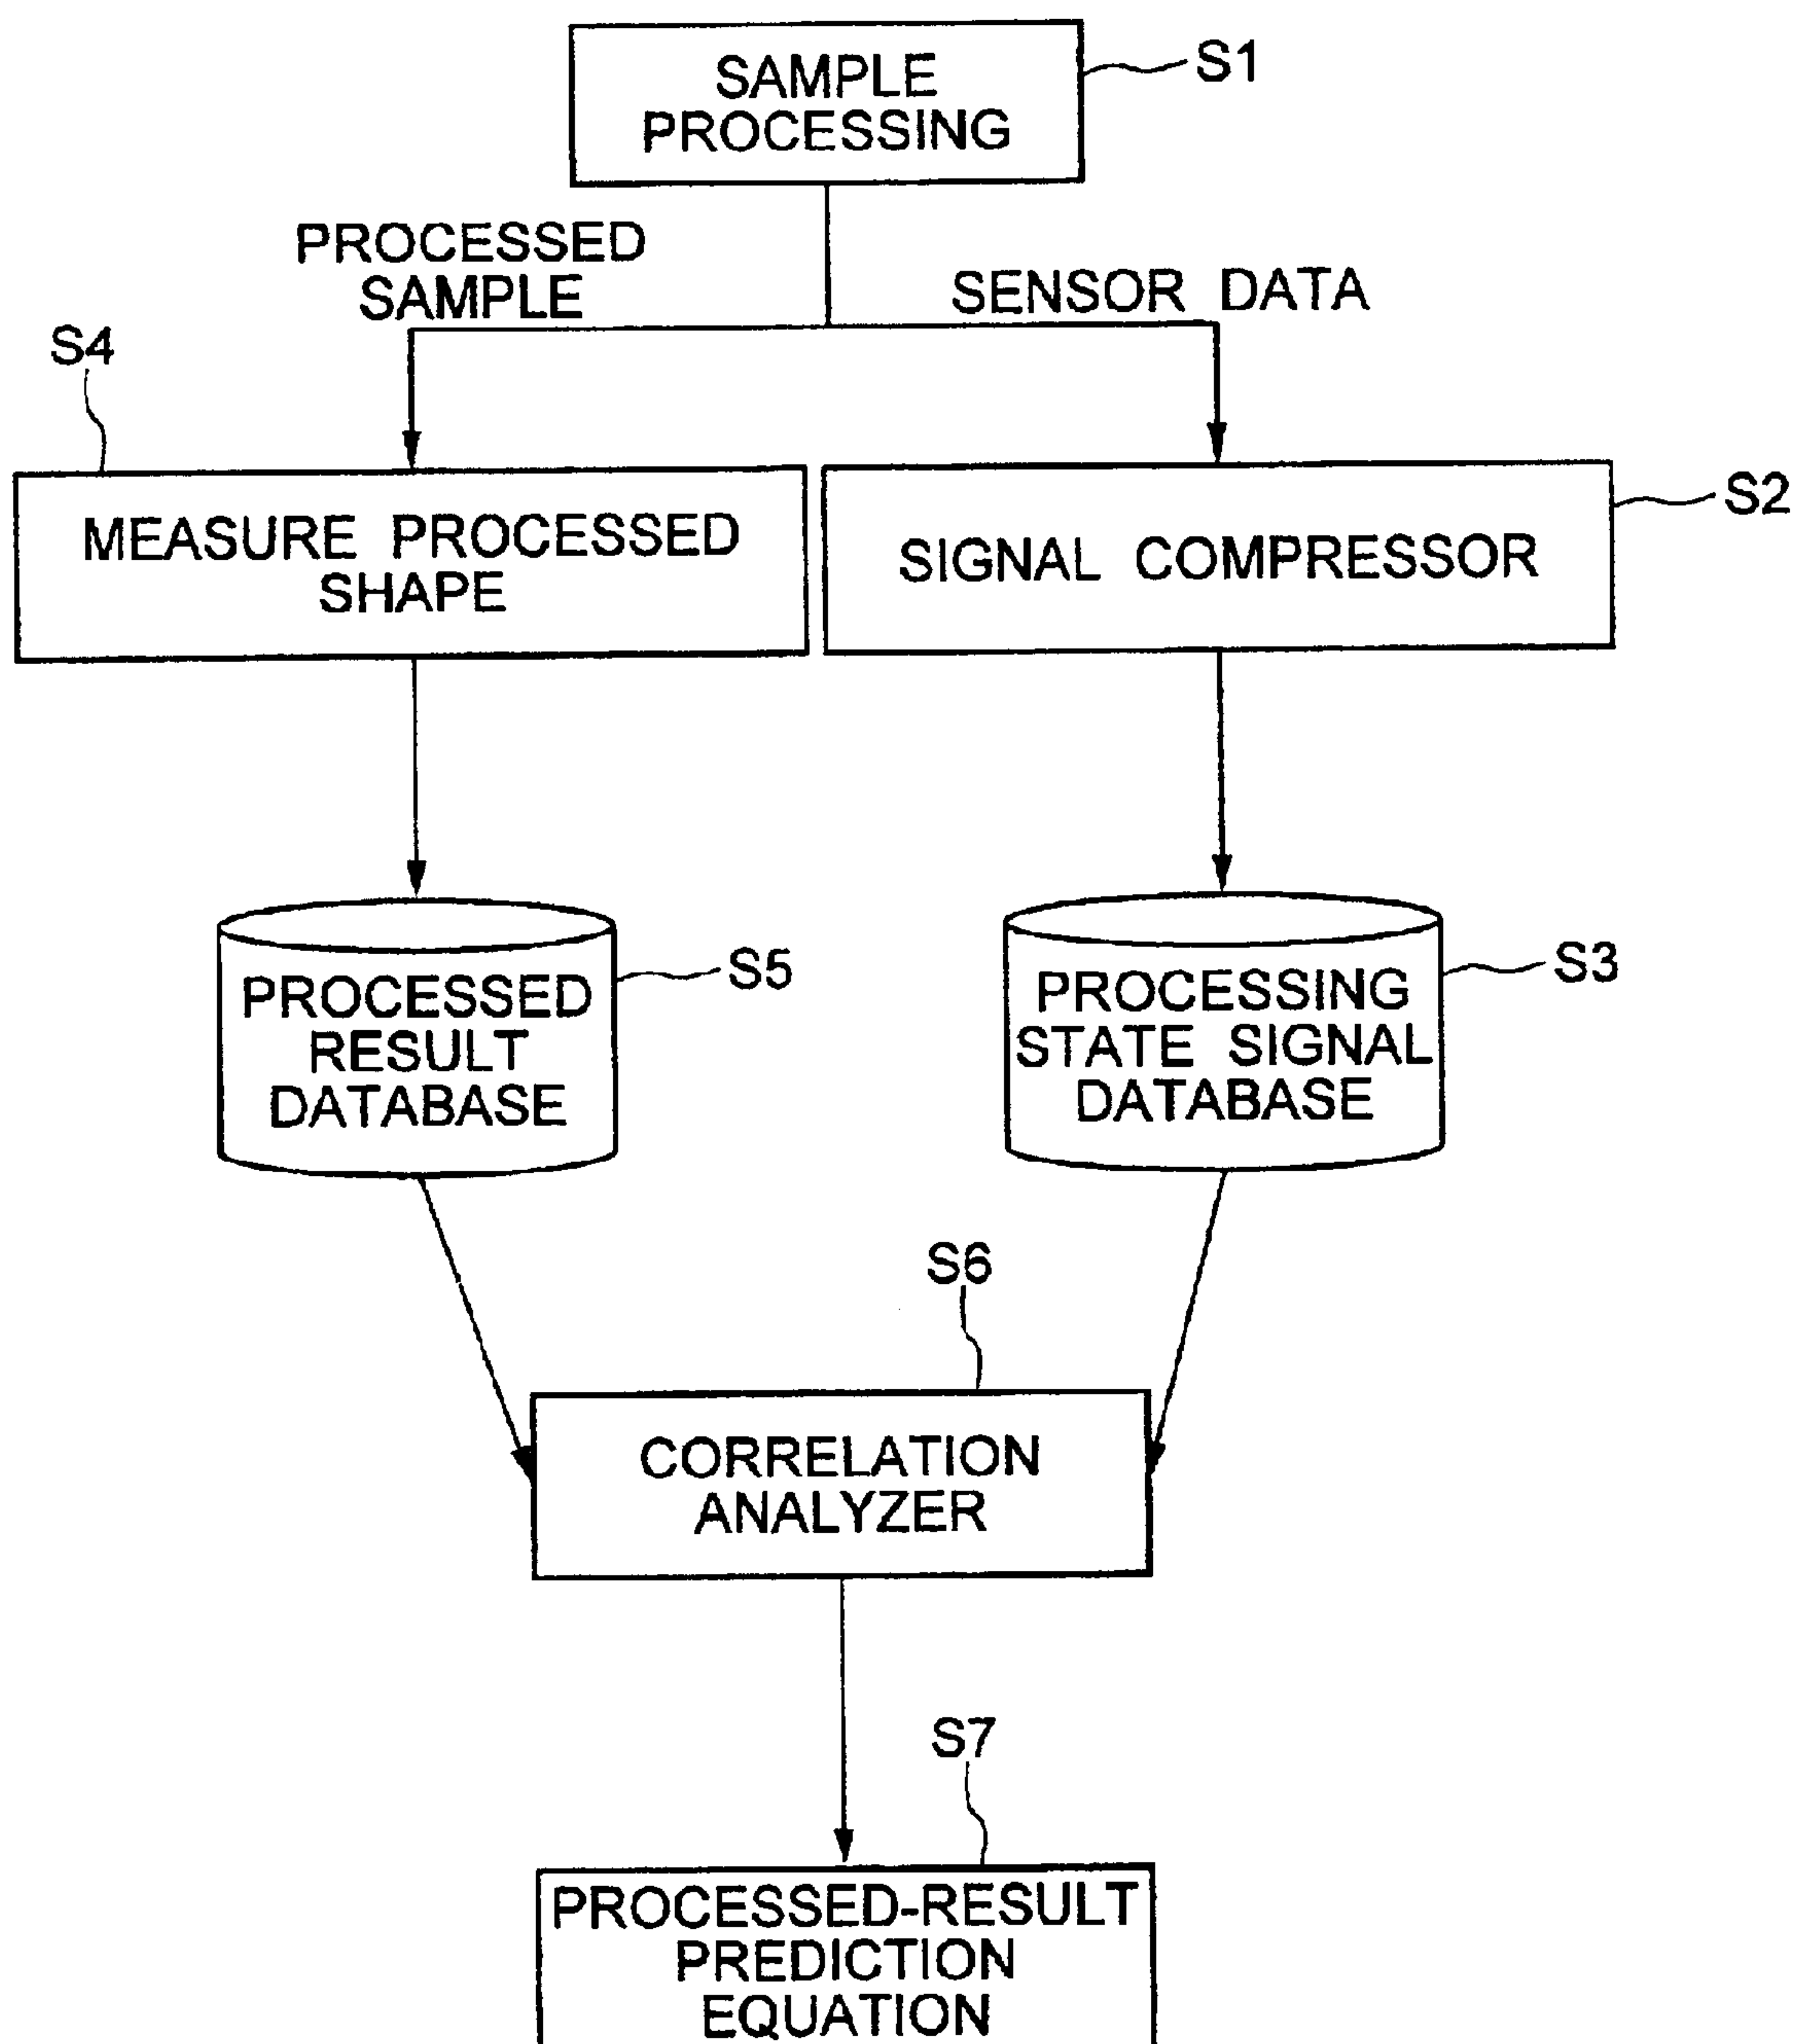 SAMPLE
PROCESSING
S1
PROCESSED
SAMPLE
SENSOR DATA
S4
MEASURE PROCESSED
SHAPE
SIGNAL COMPRESSOR
S2
PROCESSED
RESULT
DATABASE
S5
PROCESSING
STATE SIGNAL
DATABASE
S3
S6
CORRELATION
ANALYZER
S7
PROCESSED-RESULT
PREDICTION
EQUATION